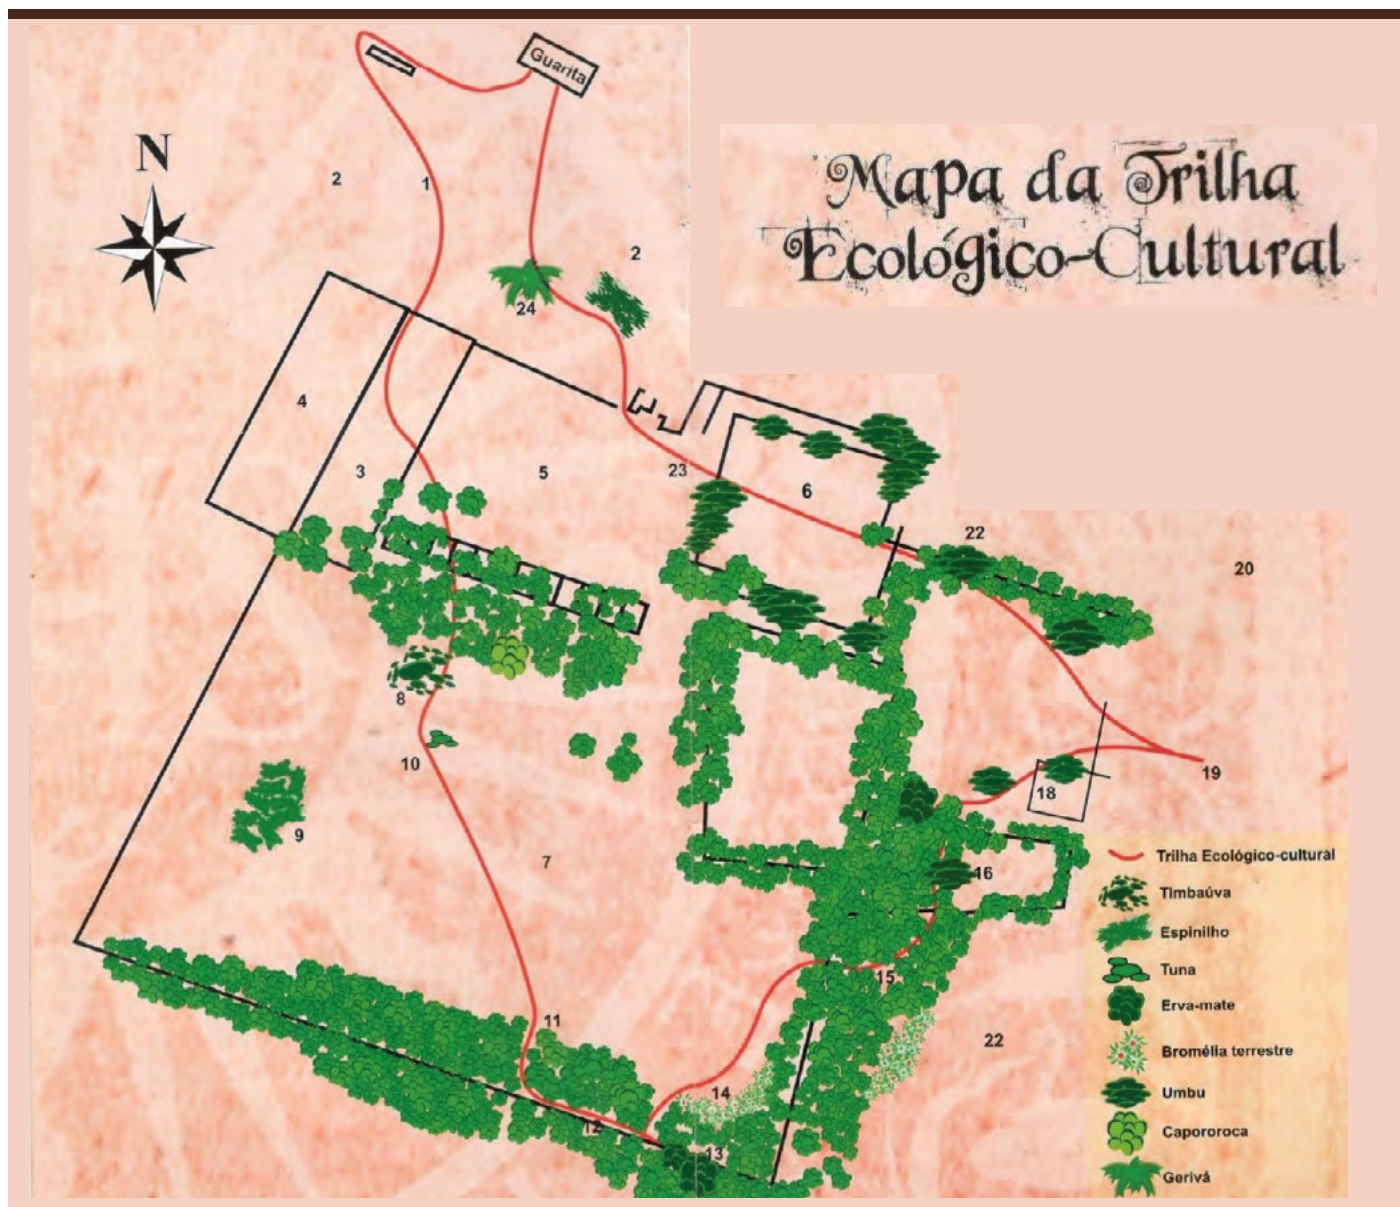 Guarita
N
Mapa da Trilha
Ecológico-Cultural
2
1
2
24
4
3
5
23
6
22
20
8
10
9
7
19
18
16
15
11
22
14
12
13
Trilha Ecológico-cultural
Timbaúva
Espinilho
Tuna
Erva-mate
Bromélia terrestre
Umbu
Capororoca
Gerivá